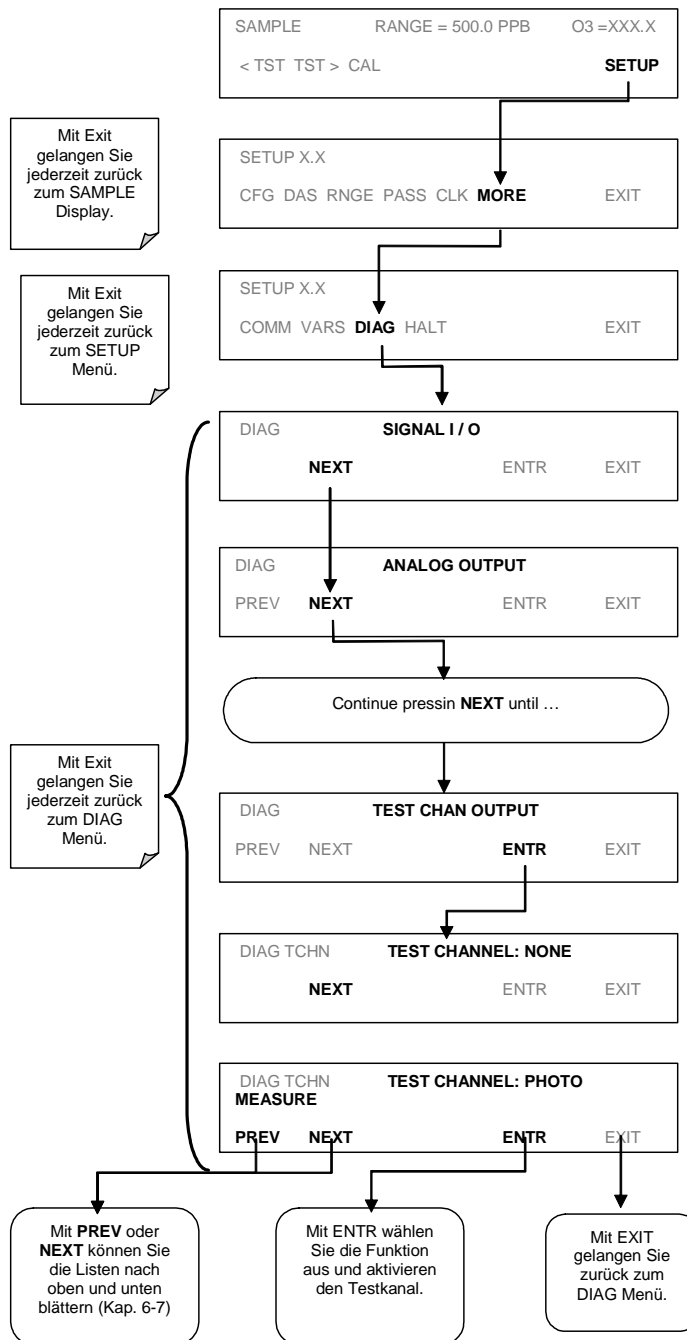 SAMPLE RANGE = 500.0 PPB O3 =XXX.X
< TST TST > CAL SETUP
Mit Exit
gelangen Sie
jederzeit zurück
zum SAMPLE
Display.
SETUP X.X
CFG DAS RNGE PASS CLK MORE EXIT
Mit Exit
gelangen Sie
jederzeit zurück
zum SETUP
Menü.
SETUP X.X
COMM VARS DIAG HALT EXIT
DIAG SIGNAL I / O
NEXT ENTR EXIT
DIAG ANALOG OUTPUT
PREV NEXT ENTR EXIT
Continue pressin NEXT until …
Mit Exit
gelangen Sie
jederzeit zurück
zum DIAG
Menü.
DIAG TEST CHAN OUTPUT
PREV NEXT ENTR EXIT
DIAG TCHN TEST CHANNEL: NONE
NEXT ENTR EXIT
DIAG TCHN TEST CHANNEL: PHOTO
MEASURE
PREV NEXT ENTR EXIT
Mit PREV oder
NEXT können Sie
die Listen nach
oben und unten
blättern (Kap. 6-7)
Mit ENTR wählen
Sie die Funktion
aus und aktivieren
den Testkanal.
Mit EXIT
gelangen Sie
zurück zum
DIAG Menü.